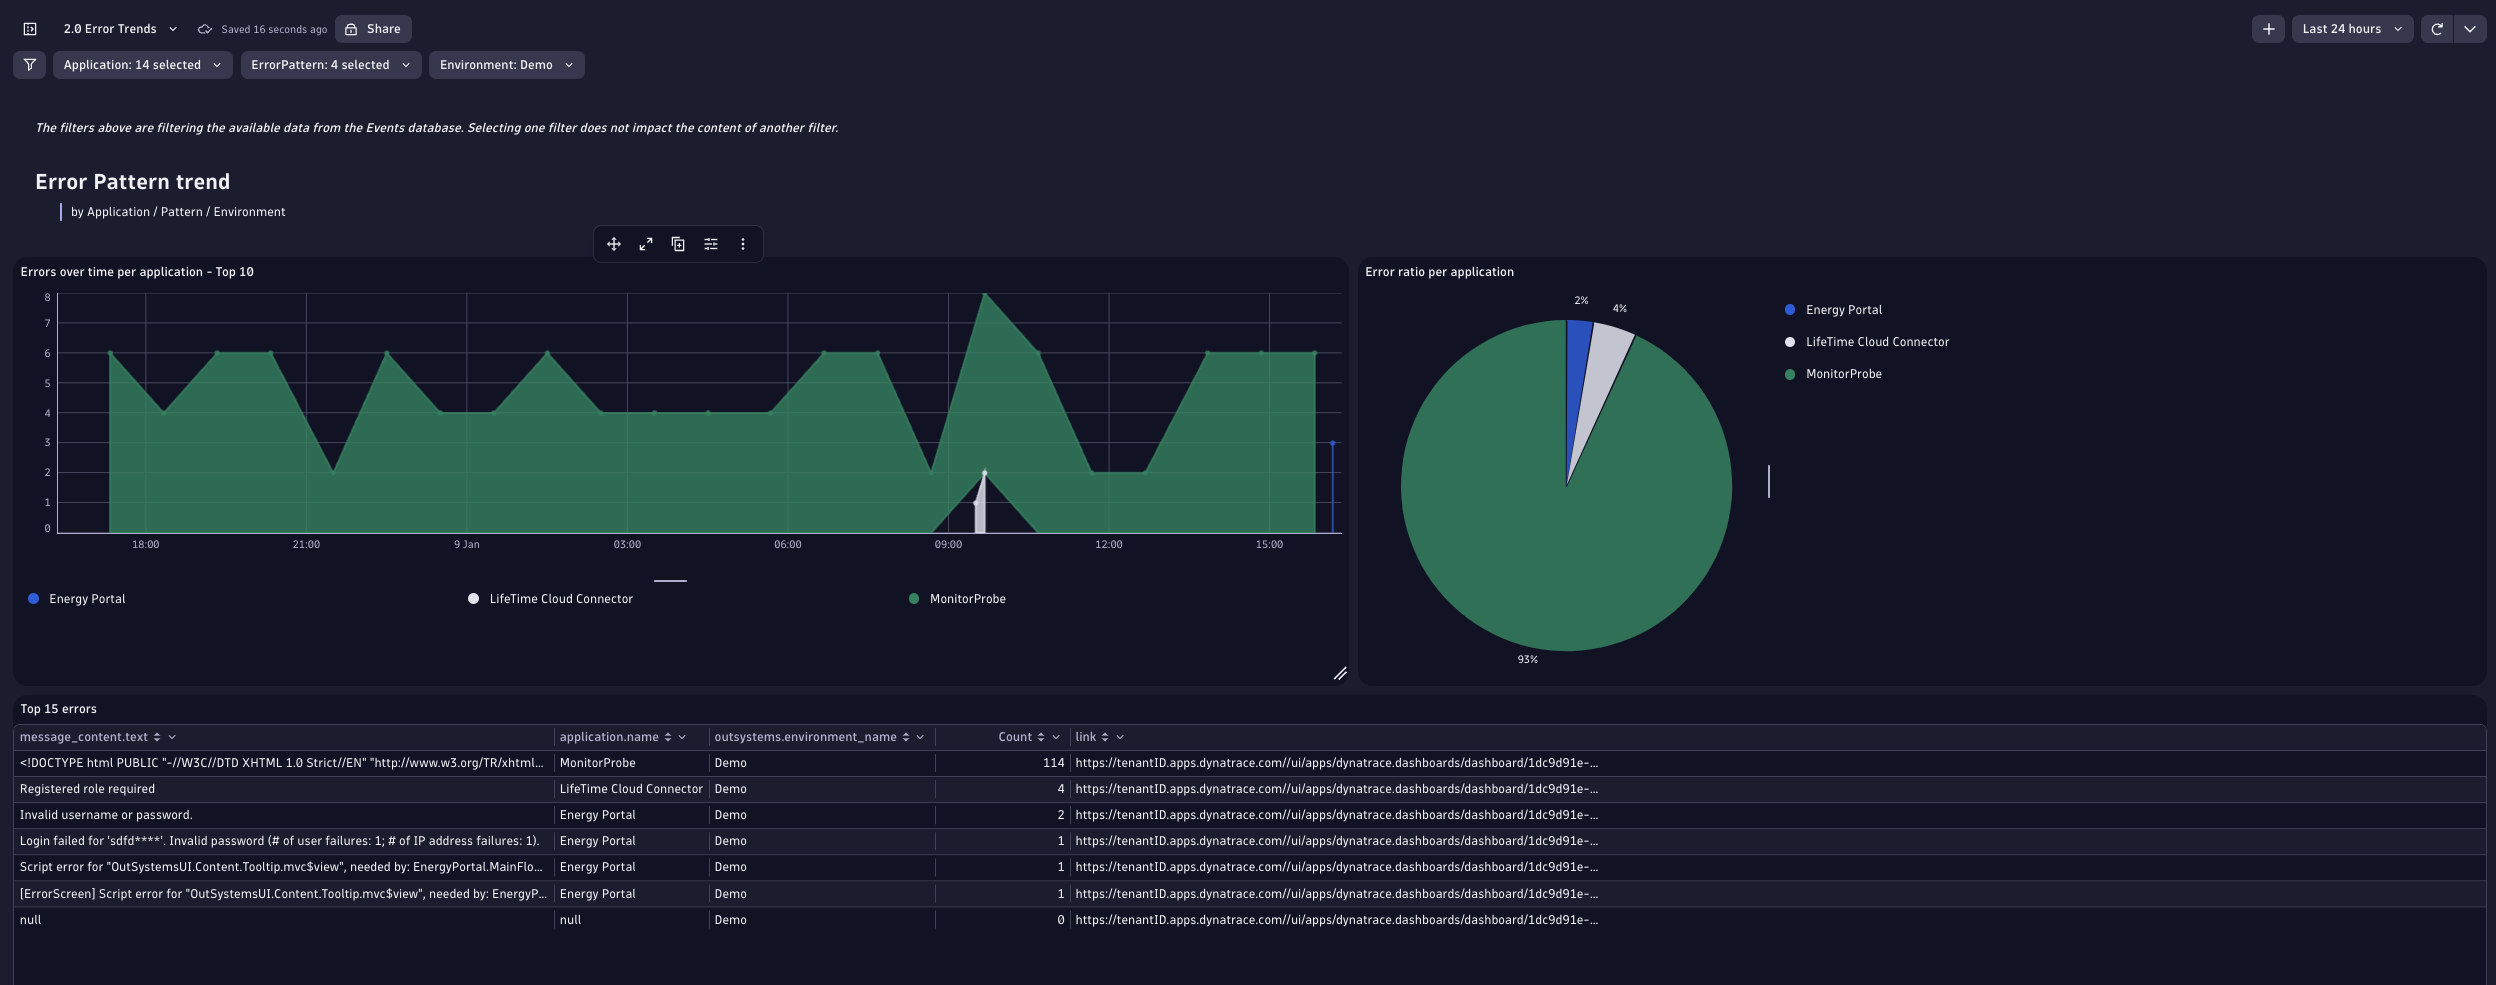 2.0 Error Trends
Saved 16 seconds ago
Share
Last 24 hours
Application: 14 selected
ErrorPattern: 4 selected
Environment: Demo
The filters above are filtering the available data from the Events database. Selecting one filter does not impact the content of another filter.
Error Pattern trend
by Application / Pattern / Environment
Errors over time per application - Top 10
8
7
6
5
4
3
2
1
0
18:00 21:00 9 Jan 03:00 06:00 09:00 12:00 15:00
Energy Portal LifeTime Cloud Connector MonitorProbe
Error ratio per application
2%
4%
93%
Energy Portal
LifeTime Cloud Connector
MonitorProbe
Top 15 errors
message_content.text application.name outsystems.environment_name Count link
<!DOCTYPE html PUBLIC "-//W3C//DTD XHTML 1.0 Strict//EN" "http://www.w3.org/TR/xhtml... MonitorProbe Demo 114 https://tenantID.apps.dynatrace.com//ui/apps/dynatrace.dashboards/dashboard/1dc9d91e-...
Registered role required LifeTime Cloud Connector Demo 4 https://tenantID.apps.dynatrace.com//ui/apps/dynatrace.dashboards/dashboard/1dc9d91e-...
Invalid username or password. Energy Portal Demo 2 https://tenantID.apps.dynatrace.com//ui/apps/dynatrace.dashboards/dashboard/1dc9d91e-...
Login failed for 'sdfd****'. Invalid password (# of user failures: 1; # of IP address failures: 1). Energy Portal Demo 1 https://tenantID.apps.dynatrace.com//ui/apps/dynatrace.dashboards/dashboard/1dc9d91e-...
Script error for "OutSystemsUI.Content.Tooltip.mvc$view", needed by: EnergyPortal.MainFlo... Energy Portal Demo 1 https://tenantID.apps.dynatrace.com//ui/apps/dynatrace.dashboards/dashboard/1dc9d91e-...
[ErrorScreen] Script error for "OutSystemsUI.Content.Tooltip.mvc$view", needed by: EnergyP... Energy Portal Demo 1 https://tenantID.apps.dynatrace.com//ui/apps/dynatrace.dashboards/dashboard/1dc9d91e-...
null null Demo 0 https://tenantID.apps.dynatrace.com//ui/apps/dynatrace.dashboards/dashboard/1dc9d91e-...